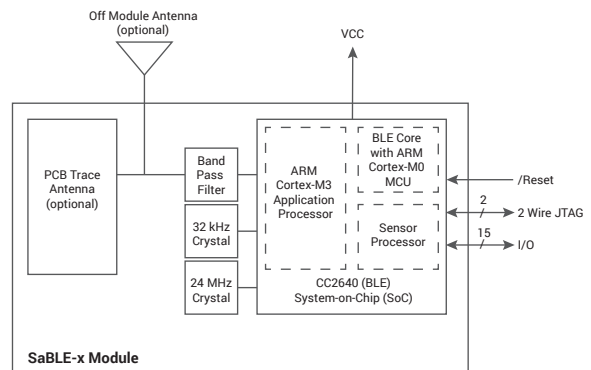 Off Module Antenna
(optional)
VCC
PCB Trace
Antenna
(optional)
Band
Pass
Filter
32 kHz
Crystal
24 MHz
Crystal
ARM
Cortex-M3
Application
Processor
BLE Core
with ARM
Cortex-M0
MCU
Sensor
Processor
CC2640 (BLE)
System-on-Chip (SoC)
/Reset
2
2 Wire JTAG
15
I/O
SaBLE-x Module